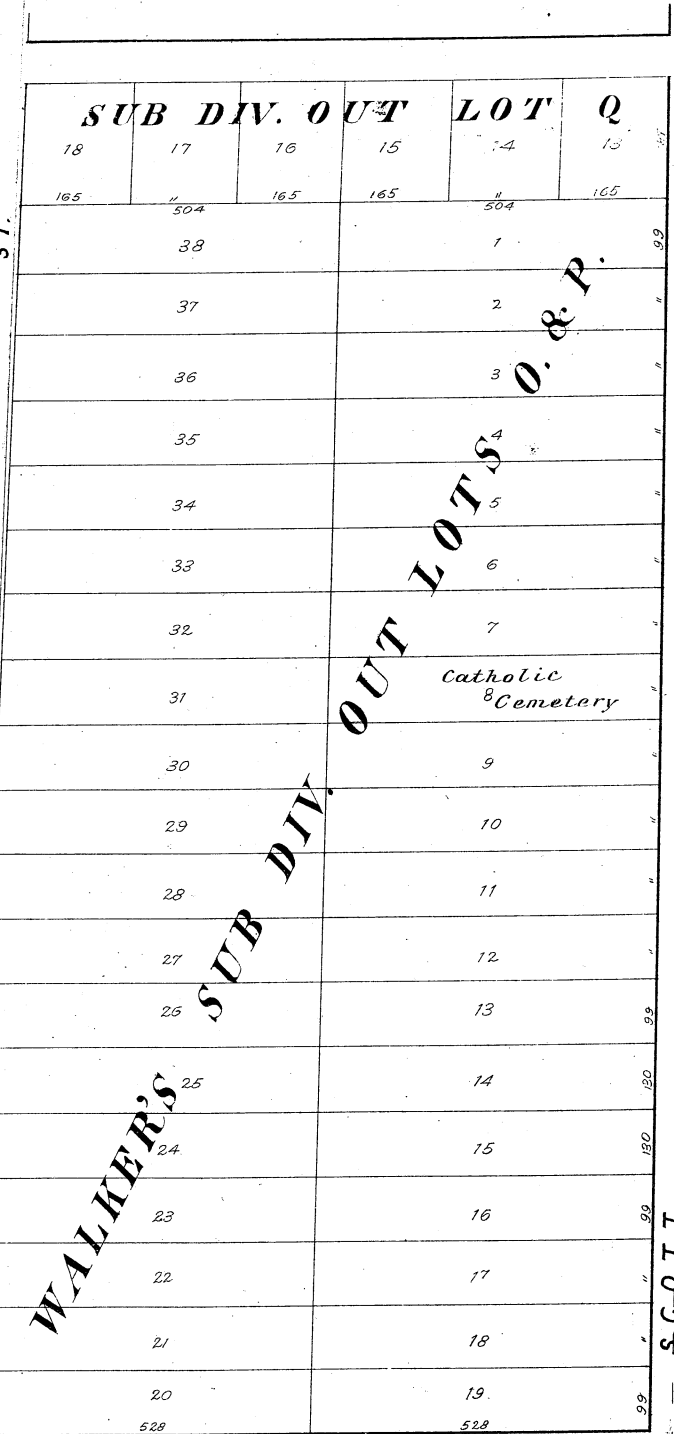 SUB DIV. OUT LOT Q
18 17 16 15 14 13
165 " 165 165 " 165
504 504
ST.
38 1 99
37 2 "
36 3 "
35 4 "
34 5 "
33 6 "
32 7 "
Catholic
31 8 Cemetery "
30 9 "
29 10 "
28 11 "
27 12 "
26 13 99
25 14 130
24 15 130
23 16 99
22 17 "
21 18 "
20 19 99
528 528
WALKER'S SUB DIV. OUT LOTS O. & P.
SCOTT